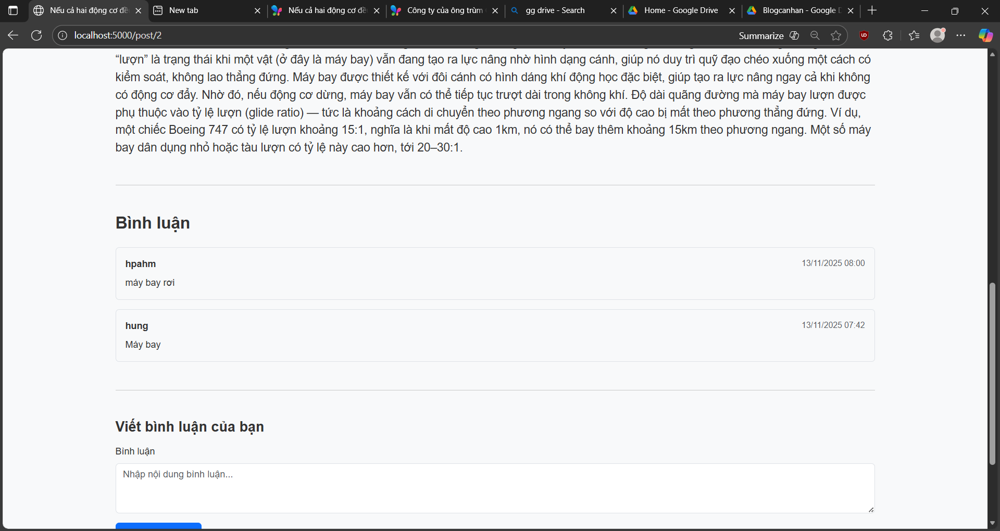 Nếu cả hai động cơ đề
New tab
Nếu cả hai động cơ đề
Công ty của ông trùm
gg drive - Search
Home - Google Drive
Blogcanhan - Google
localhost:5000/post/2
Summarize
“lượn” là trạng thái khi một vật (ở đây là máy bay) vẫn đang tạo ra lực nâng nhờ hình dạng cánh, giúp nó duy trì quỹ đạo chéo xuống một cách có
kiểm soát, không lao thẳng đứng. Máy bay được thiết kế với đôi cánh có hình dáng khí động học đặc biệt, giúp tạo ra lực nâng ngay cả khi không
có động cơ đẩy. Nhờ đó, nếu động cơ dừng, máy bay vẫn có thể tiếp tục trượt dài trong không khí. Độ dài quãng đường mà máy bay lượn được
phụ thuộc vào tỷ lệ lượn (glide ratio) — tức là khoảng cách di chuyển theo phương ngang so với độ cao bị mất theo phương thẳng đứng. Ví dụ,
một chiếc Boeing 747 có tỷ lệ lượn khoảng 15:1, nghĩa là khi mất độ cao 1km, nó có thể bay thêm khoảng 15km theo phương ngang. Một số máy
bay dân dụng nhỏ hoặc tàu lượn có tỷ lệ này cao hơn, tới 20–30:1.
Bình luận
hpahm
13/11/2025 08:00
máy bay rơi
hung
13/11/2025 07:42
Máy bay
Viết bình luận của bạn
Bình luận
Nhập nội dung bình luận...